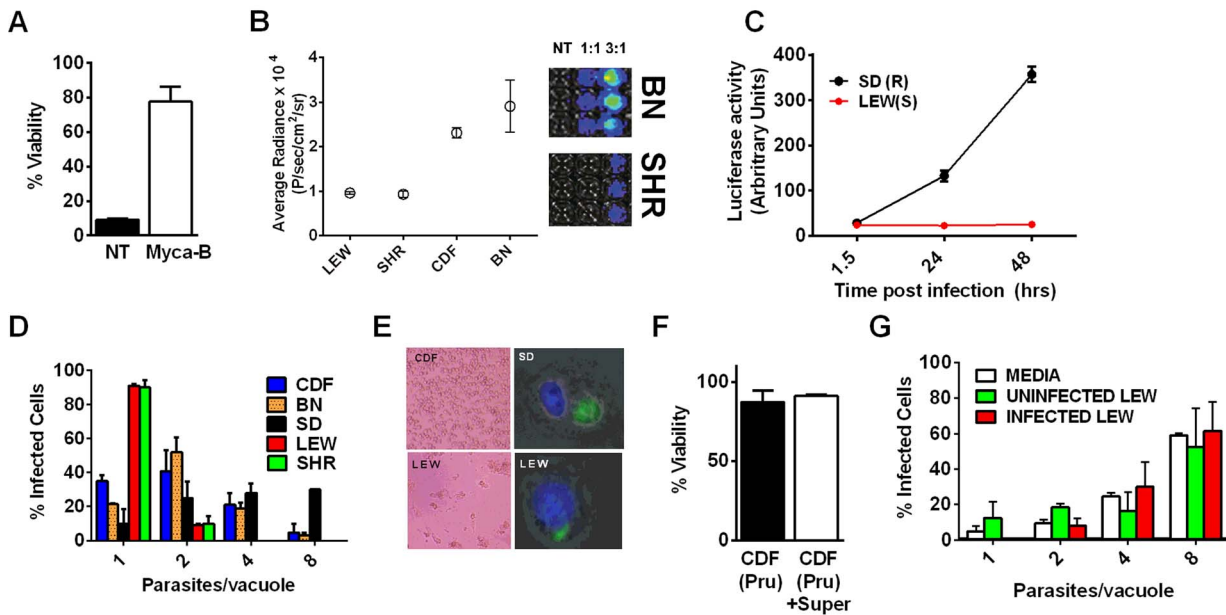 A
% Viability
100
80
60
40
20
0
NT Myca-B
B
Average Radiance x 10 4
(P/sec/cm2/sr)
4
3
2
1
0
LEW
SHR
CDF
BN
NT 1:1 3:1
BN
SHR
C
Luciferase activity
(Arbritrary Units)
400
300
200
100
0
SD (R)
LEW(S)
1.5
24
48
Time post infection (hrs)
D
% Infected Cells
100
80
60
40
20
0
CDF
BN
SD
LEW
SHR
1
2
4
8
Parasites/vacuole
E
CDF
SD
LEW
LEW
F
% Viability
100
50
0
CDF
(Pru)
CDF
(Pru)
+Super
G
% Infected Cells
100
80
60
40
20
0
MEDIA
UNINFECTED LEW
INFECTED LEW
1
2
4
8
Parasites/vacuole